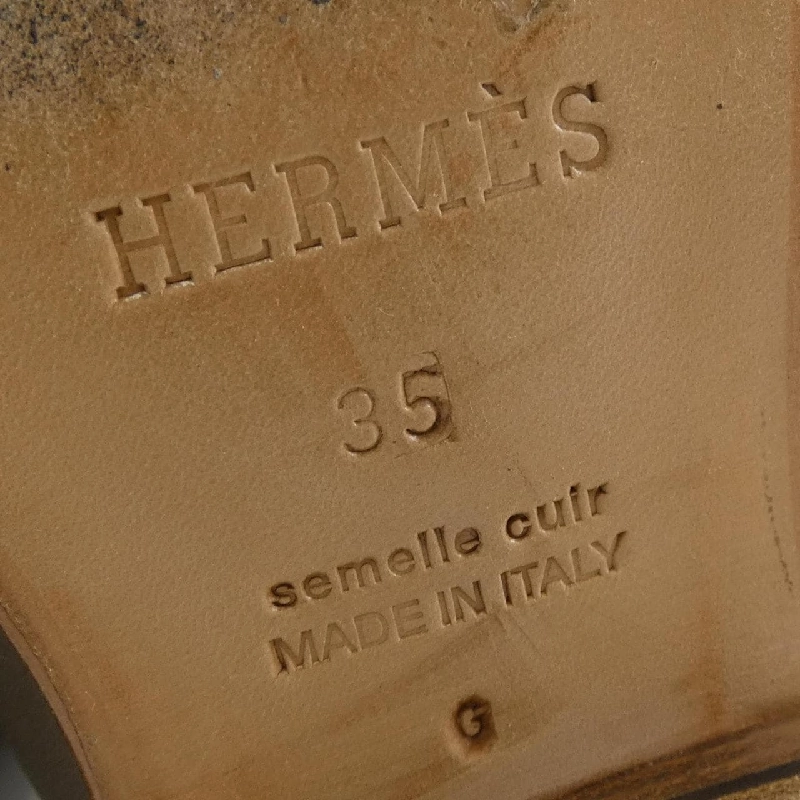 HERMÈS
35
semelle cuir
MADE IN ITALY
G